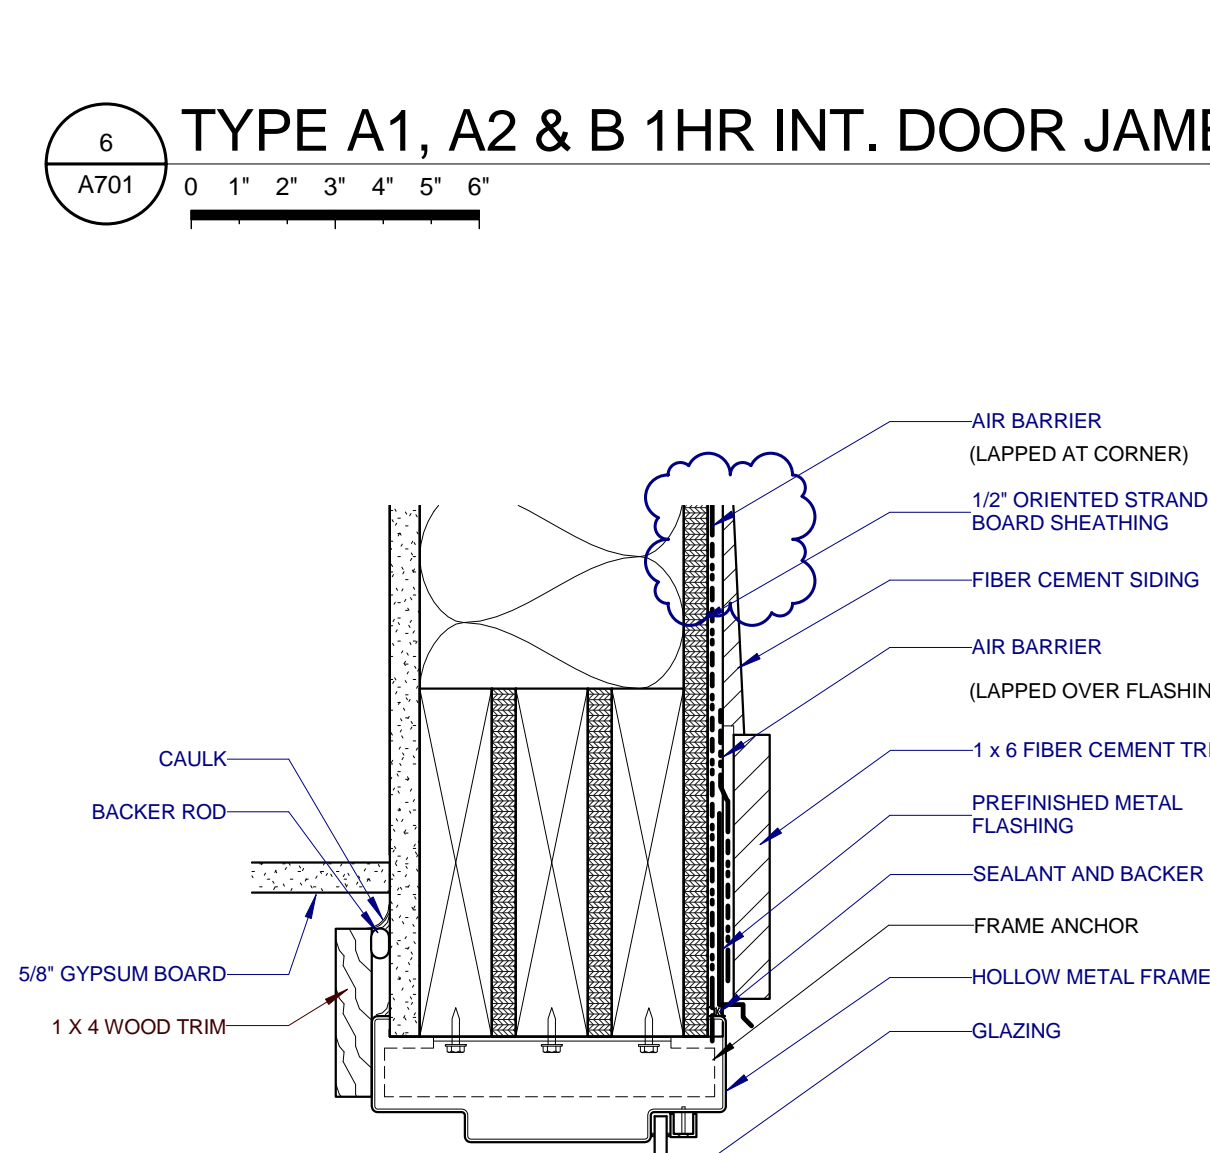 6
A701
TYPE A1, A2 & B 1HR INT. DOOR
0 1" 2" 3" 4" 5" 6"
AIR BARRIER
(LAPPED AT CORNER)
1/2" ORIENTED STRAND
BOARD SHEATHING
FIBER CEMENT SIDING
AIR BARRIER
(LAPPED OVER
1 x 6 FIBER CEMENT
PREFINISHED METAL
FLASHING
SEALANT AND BACKER
FRAME ANCHOR
HOLLOW METAL FRAME
GLAZING
CAULK
BACKER ROD
5/8" GYPSUM BOARD
1 X 4 WOOD TRIM